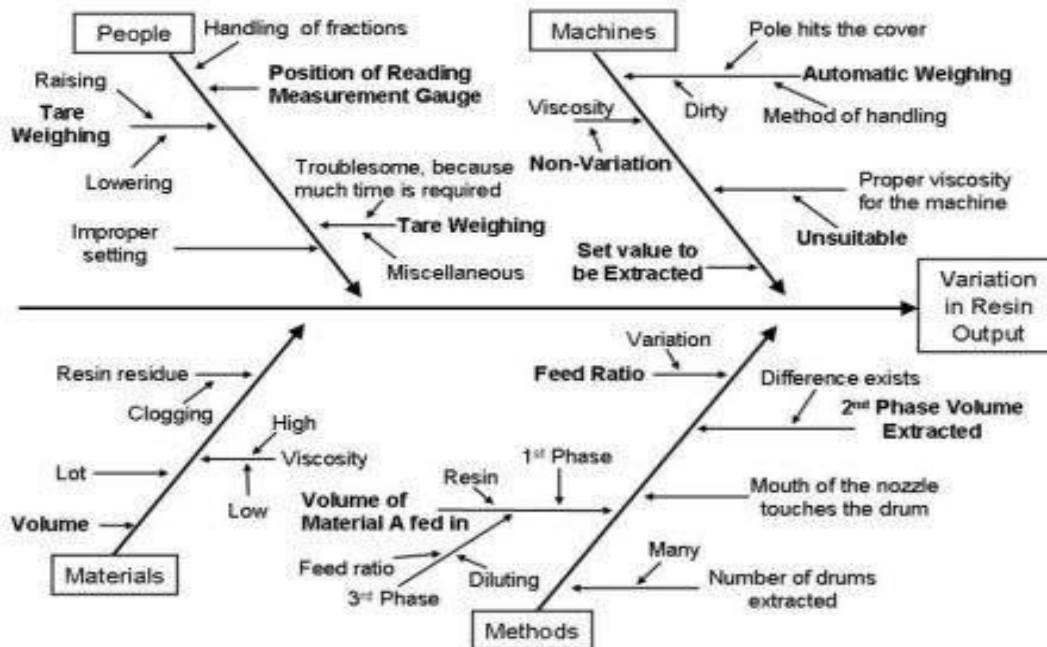 People
Handling of fractions
Position of Reading
Measurement Gauge
Raising
Tare
Weighing
Lowering
Troublesome, because
much time is required
Tare Weighing
Miscellaneous
Improper
setting
Machines
Pole hits the cover
Automatic Weighing
Dirty
Method of handling
Viscosity
Non-Variation
Proper viscosity
for the machine
Unsuitable
Set value to
be Extracted
Variation
in Resin
Output
Resin residue
Clogging
High
Viscosity
Low
Lot
Volume
Materials
Variation
Feed Ratio
Difference exists
2nd Phase Volume
Extracted
1st Phase
Resin
Volume of
Material A fed in
Feed ratio
Diluting
3rd Phase
Mouth of the nozzle
touches the drum
Many
Number of drums
extracted
Methods